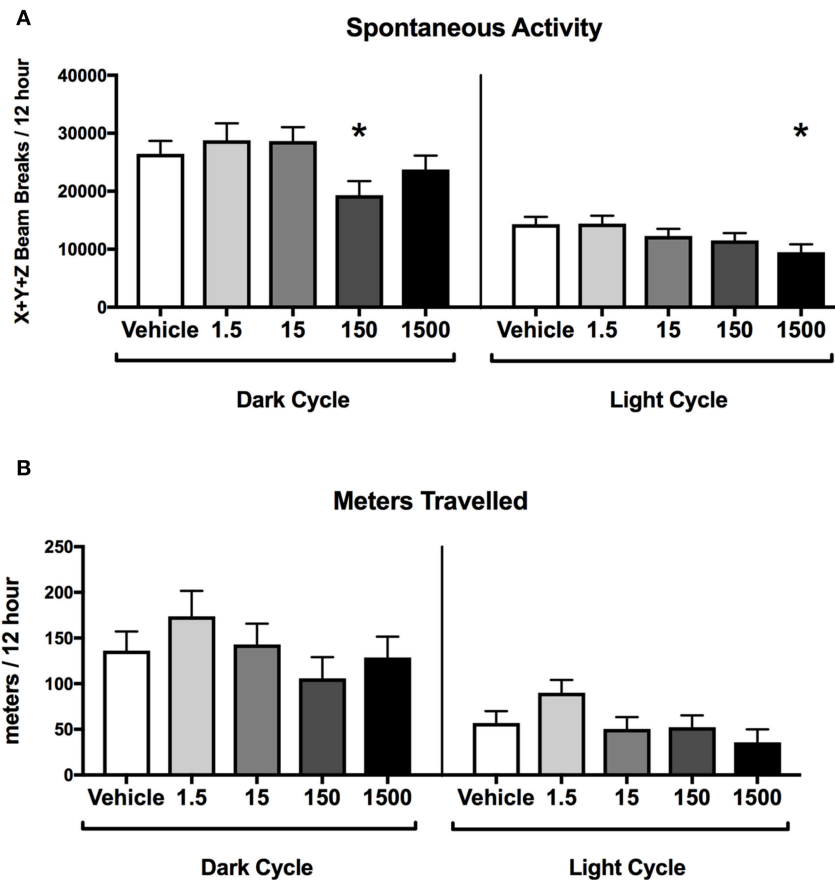 A
Spontaneous Activity
X+Y+Z Beam Breaks / 12 hour
40000
30000
20000
10000
0
*
*
Vehicle 1.5 15 150 1500
Vehicle 1.5 15 150 1500
Dark Cycle
Light Cycle
B
Meters Travelled
meters / 12 hour
250
200
150
100
50
0
Vehicle 1.5 15 150 1500
Vehicle 1.5 15 150 1500
Dark Cycle
Light Cycle